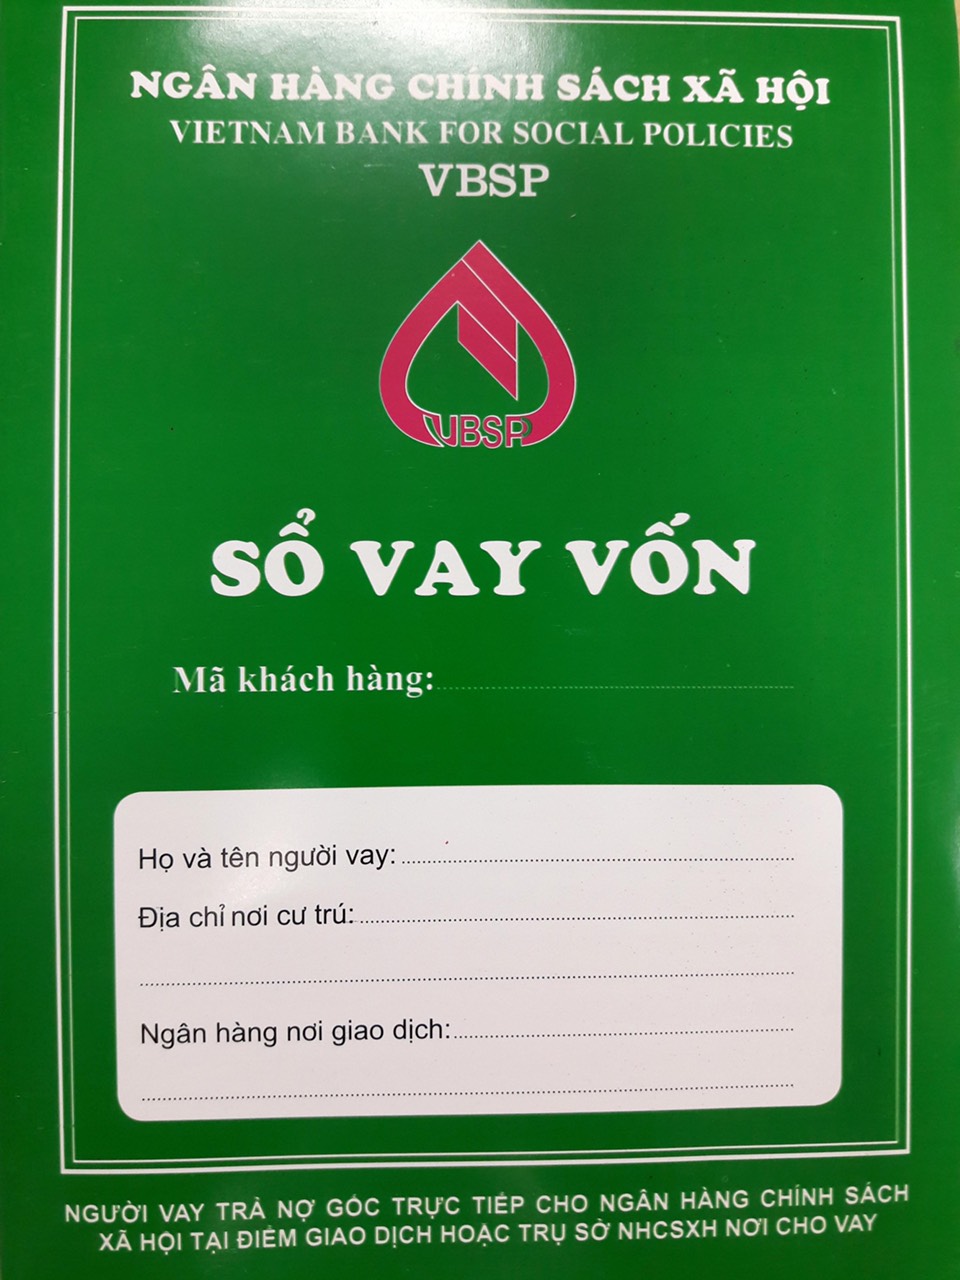 NGÂN HÀNG CHÍNH SÁCH XÃ HỘI
VIETNAM BANK FOR SOCIAL POLICIES
VBSP
VBSP
SỔ VAY VỐN
Mã khách hàng:
Họ và tên người vay:
Địa chỉ nơi cư trú:
Ngân hàng nơi giao dịch:
NGƯỜI VAY TRẢ NỢ GỐC TRỰC TIẾP CHO NGÂN HÀNG CHÍNH SÁCH
XÃ HỘI TẠI ĐIỂM GIAO DỊCH HOẶC TRỤ SỞ NHCSXH NƠI CHO VAY